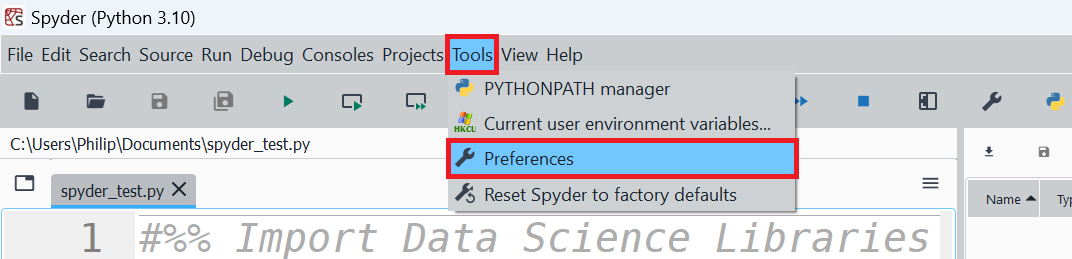 Spyder (Python 3.10)
File Edit Search Source Run Debug Consoles Projects Tools View Help
PYTHONPATH manager
HKCU Current user environment variables...
C:\Users\Philip\Documents\spyder_test.py
Preferences
spyder_test.py
Reset Spyder to factory defaults
Name Ty
1 #%% Import Data Science Libraries